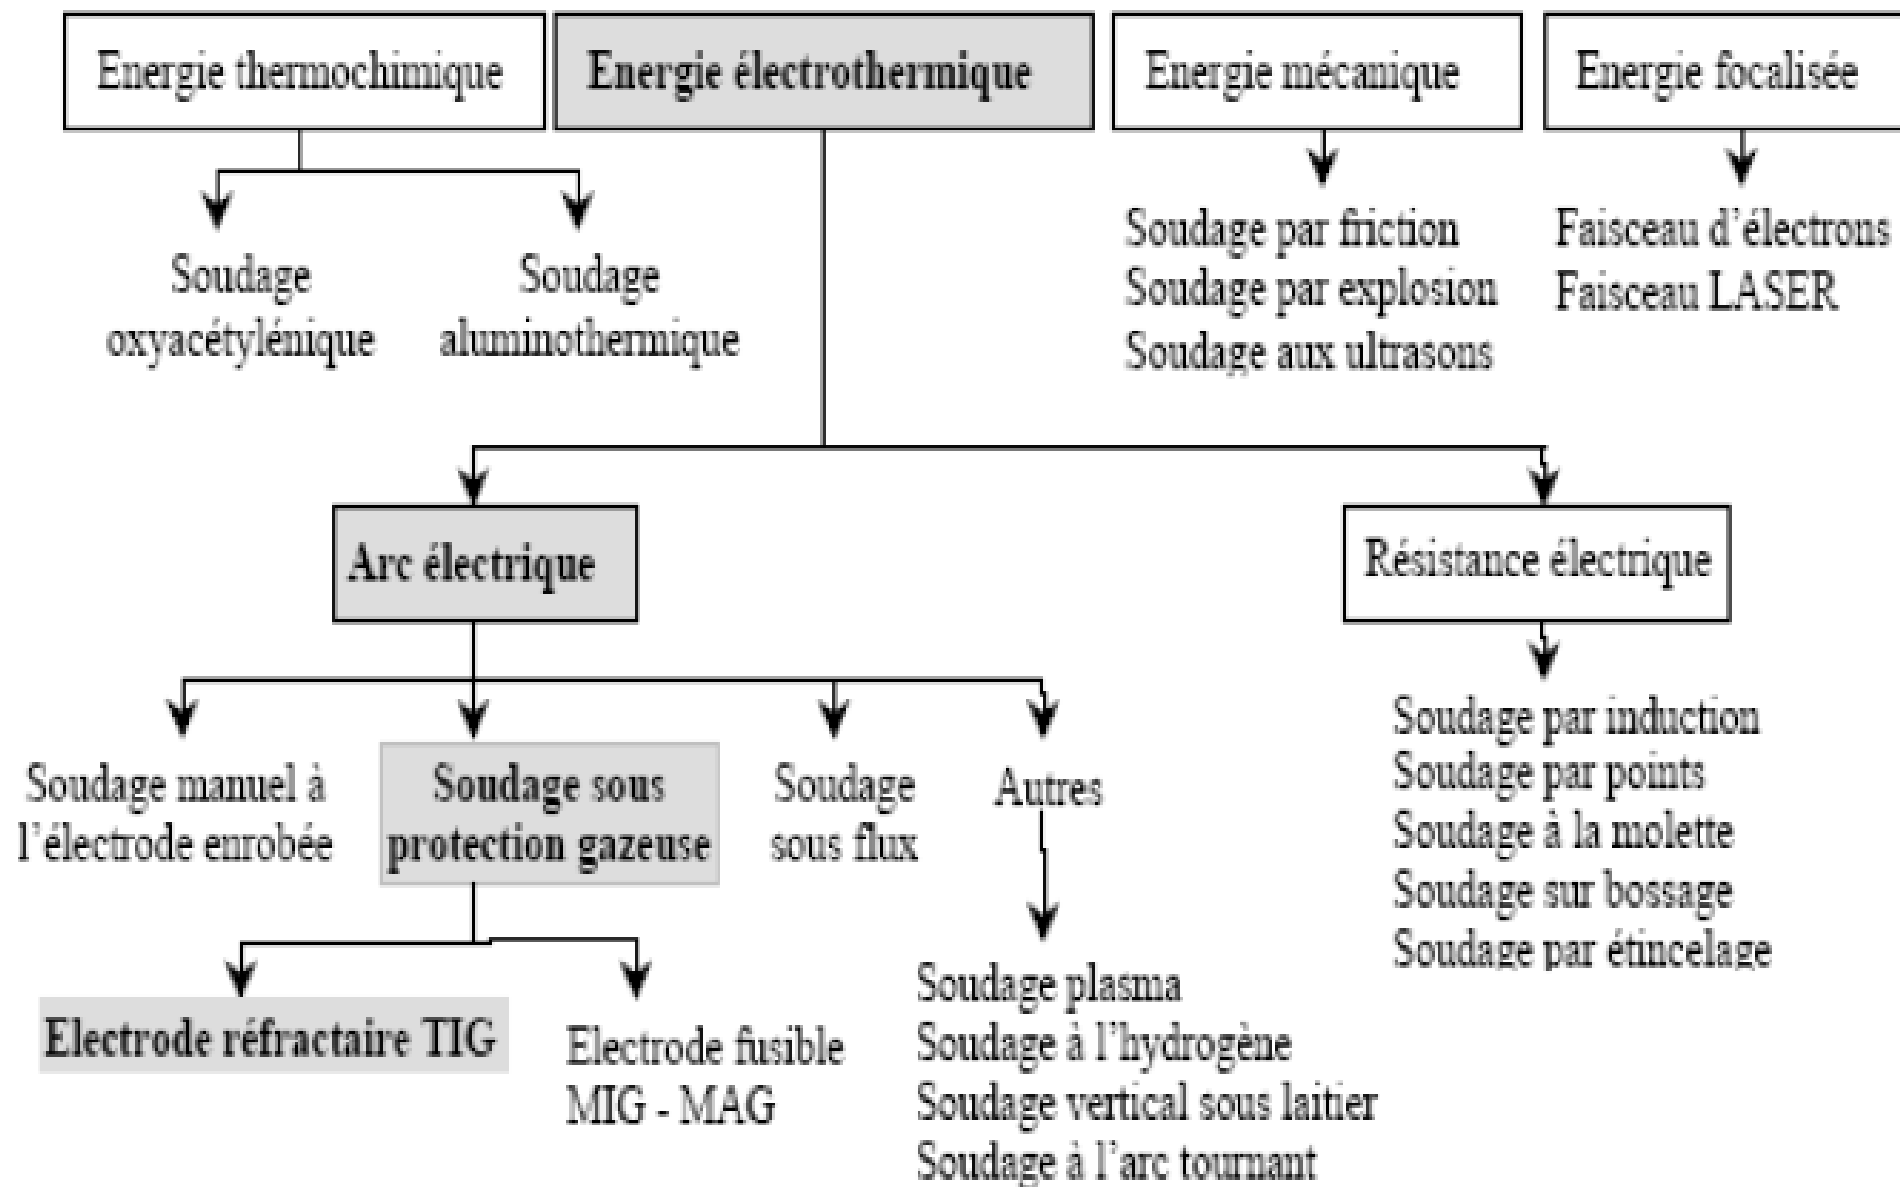 Energie thermochimique
Energie électrothermique
Energie mécanique
Energie focalisée
Soudage
oxyacétylénique
Soudage
aluminothermique
Soudage par friction
Soudage par explosion
Soudage aux ultrasons
Faisceau d'électrons
Faisceau LASER
Arc électrique
Résistance électrique
Soudage manuel à
l'électrode enrobée
Soudage sous
protection gazeuse
Soudage
sous flux
Autres
Soudage par induction
Soudage par points
Soudage à la molette
Soudage sur bossage
Soudage par étincelage
Electrode réfractaire TIG
Electrode fusible
MIG - MAG
Soudage plasma
Soudage à l'hydrogène
Soudage vertical sous laitier
Soudage à l'arc tournant